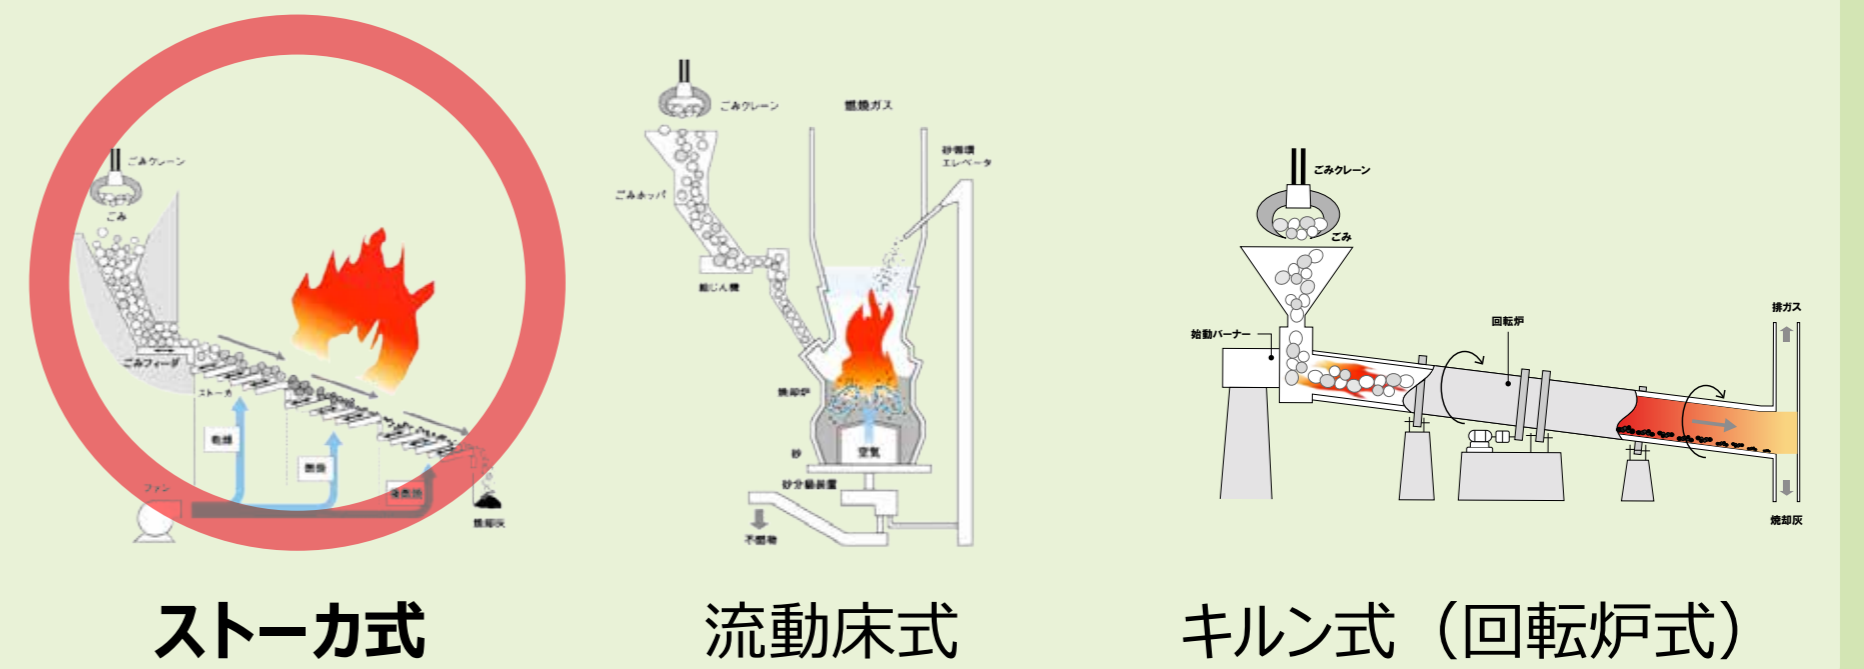 ごみクレーン
ごみ
ごみフィーダ
ストーカ
乾燥
燃焼
後燃焼
ファン
焼却灰
ストーカ式
ごみクレーン
燃焼ガス
砂循環
エレベータ
ごみホッパ
給じん機
焼却炉
砂
空気
砂分級装置
不燃物
流動床式
ごみクレーン
ごみ
始動バーナー
回転炉
排ガス
焼却灰
キルン式（回転炉式）